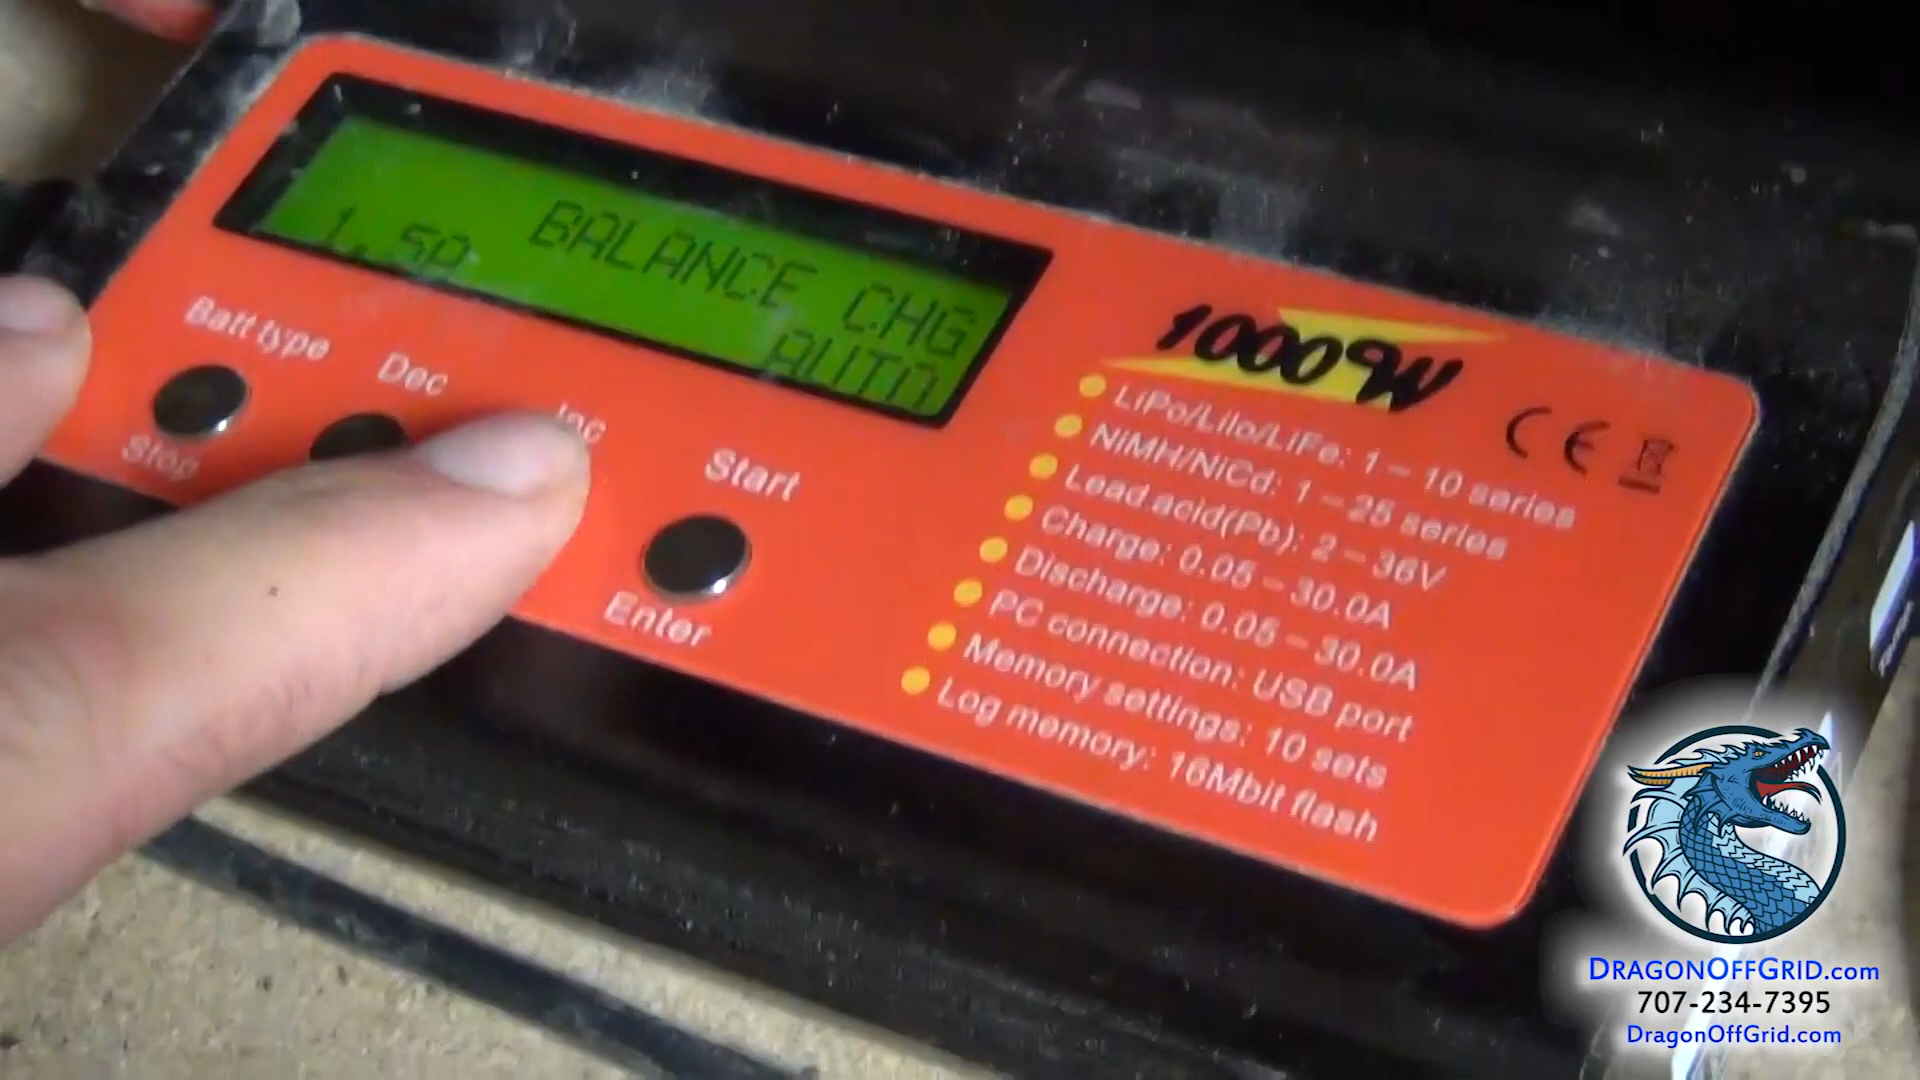 BALANCE CHG
1.5A AUTO
Batt type
Dec
Inc
Start
Stop
Enter
1000W
CE
LiPo/LiIo/LiFe: 1 – 10 series
NiMH/NiCd: 1 – 25 series
Lead acid(Pb): 2 – 36V
Charge: 0.05 – 30.0A
Discharge: 0.05 – 30.0A
PC connection: USB port
Memory settings: 10 sets
Log memory: 16Mbit flash
DRAGONOFFGRID.com
707-234-7395
DragonOffGrid.com